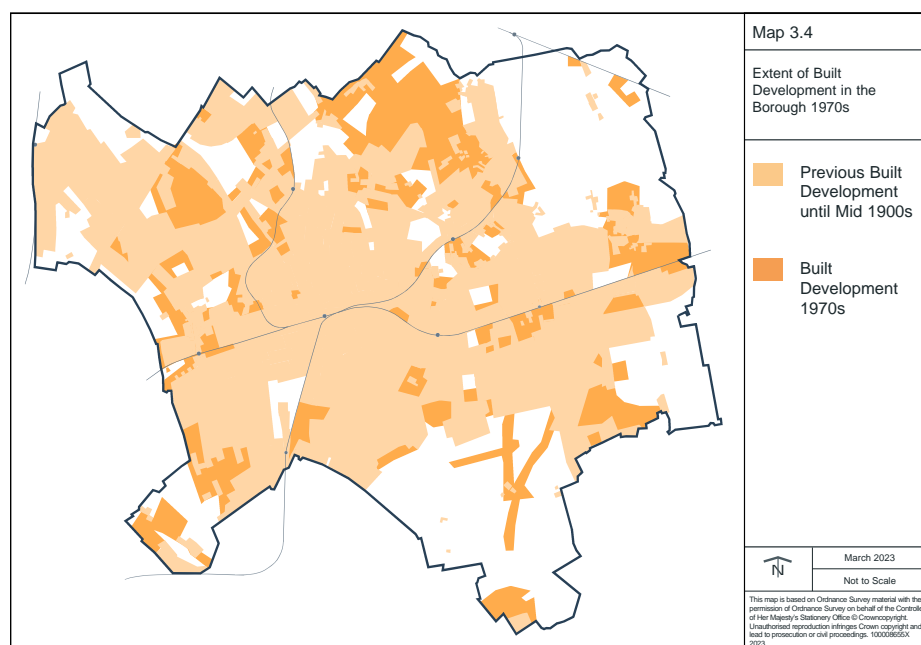 Map 3.4
Extent of Built
Development in the
Borough 1970s
Previous Built
Development
until Mid 1900s
Built
Development
1970s
N
March 2023
Not to Scale
This map is based on Ordnance Survey material with the
permission of Ordnance Survey on behalf of the Controlle
of Her Majesty's Stationery Office © Crowncopyright.
Unauthorised reproduction infringes Crown copyright and
lead to prosecution or civil proceedings. 100008655X
2023